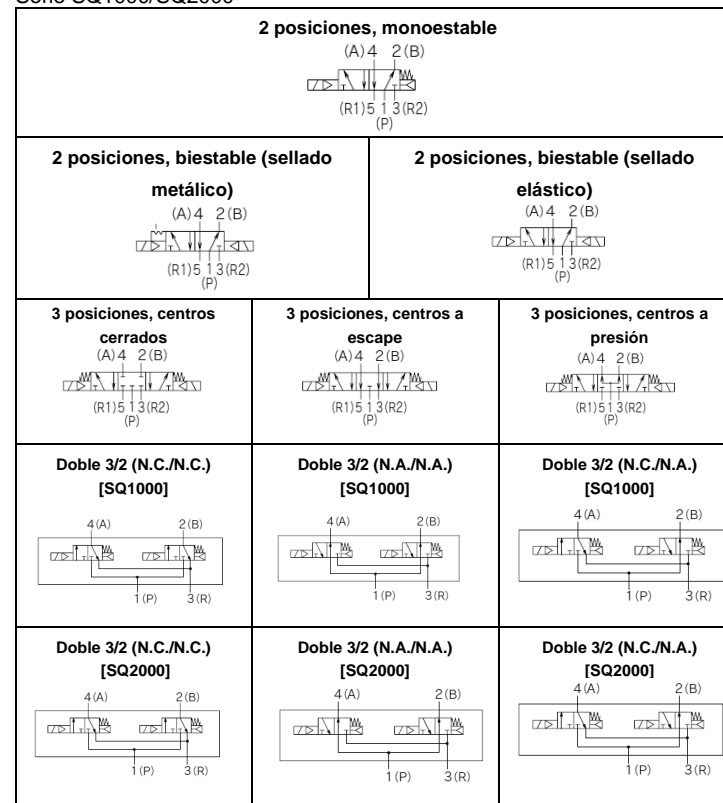 Serie SQ1000/SQ2000
2 posiciones, monoestable
(A) 4 2 (B)
(R1) 5 1 3 (R2)
(P)
2 posiciones, biestable (sellado
metálico)
(A) 4 2 (B)
(R1) 5 1 3 (R2)
(P)
2 posiciones, biestable (sellado
elástico)
(A) 4 2 (B)
(R1) 5 1 3 (R2)
(P)
3 posiciones, centros
cerrados
(A) 4 2 (B)
(R1) 5 1 3 (R2)
(P)
3 posiciones, centros a
escape
(A) 4 2 (B)
(R1) 5 1 3 (R2)
(P)
3 posiciones, centros a
presión
(A) 4 2 (B)
(R1) 5 1 3 (R2)
(P)
Doble 3/2 (N.C./N.C.)
[SQ1000]
4 (A) 2 (B)
1 (P) 3 (R)
Doble 3/2 (N.A./N.A.)
[SQ1000]
4 (A) 2 (B)
1 (P) 3 (R)
Doble 3/2 (N.C./N.A.)
[SQ1000]
4 (A) 2 (B)
1 (P) 3 (R)
Doble 3/2 (N.C./N.C.)
[SQ2000]
4 (A) 2 (B)
1 (P) 3 (R)
Doble 3/2 (N.A./N.A.)
[SQ2000]
4 (A) 2 (B)
1 (P) 3 (R)
Doble 3/2 (N.C./N.A.)
[SQ2000]
4 (A) 2 (B)
1 (P) 3 (R)